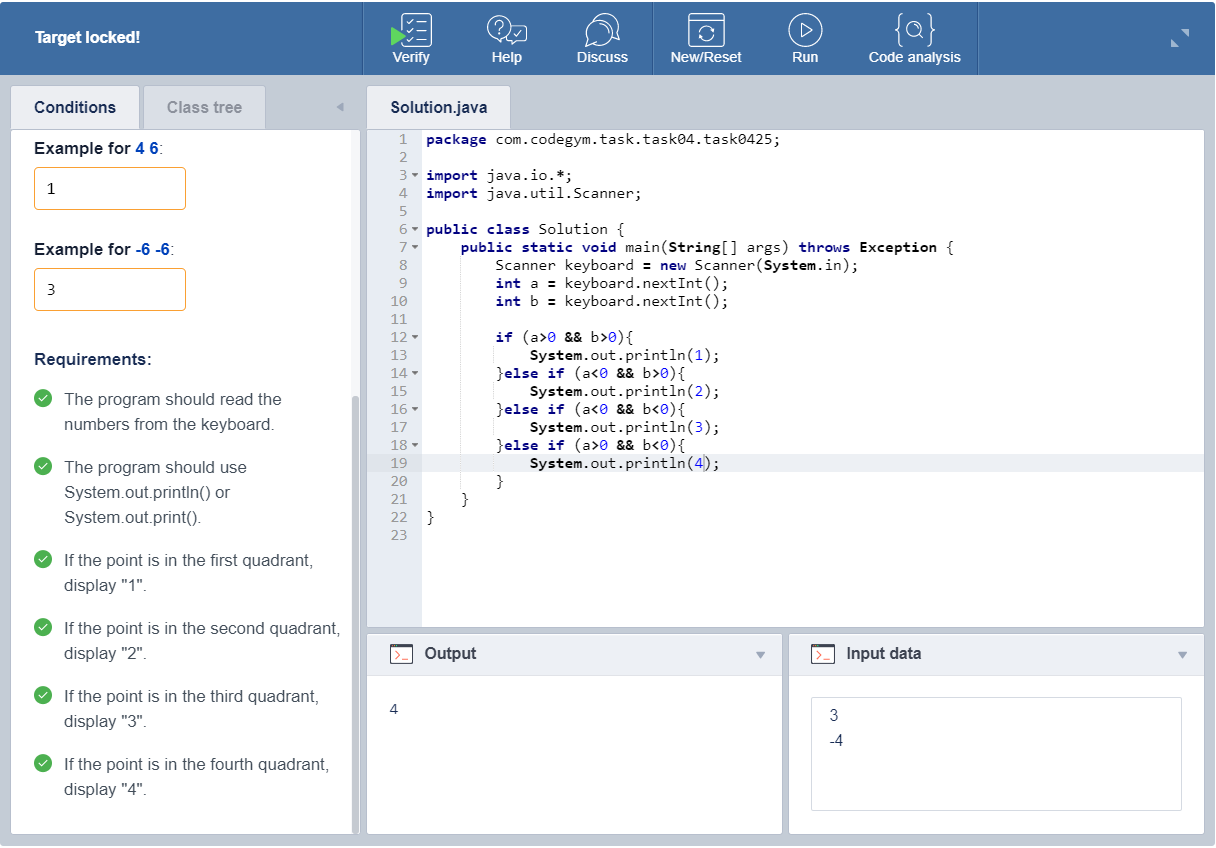 Target locked!
Verify
Help
Discuss
New/Reset
Run
Code analysis
Conditions
Class tree
Example for 4 6:
1
Example for -6 -6:
3
Requirements:
The program should read the
numbers from the keyboard.
The program should use
System.out.println() or
System.out.print().
If the point is in the first quadrant,
display "1".
If the point is in the second quadrant,
display "2".
If the point is in the third quadrant,
display "3".
If the point is in the fourth quadrant,
display "4".
Solution.java
1 package com.codegym.task.task04.task0425;
2
3 import java.io.*;
4 import java.util.Scanner;
5
6 public class Solution {
7     public static void main(String[] args) throws Exception {
8         Scanner keyboard = new Scanner(System.in);
9         int a = keyboard.nextInt();
10         int b = keyboard.nextInt();
11
12         if (a>0 && b>0){
13             System.out.println(1);
14         }else if (a<0 && b>0){
15             System.out.println(2);
16         }else if (a<0 && b<0){
17             System.out.println(3);
18         }else if (a>0 && b<0){
19             System.out.println(4);
20         }
21     }
22 }
23
Output
4
Input data
3
-4